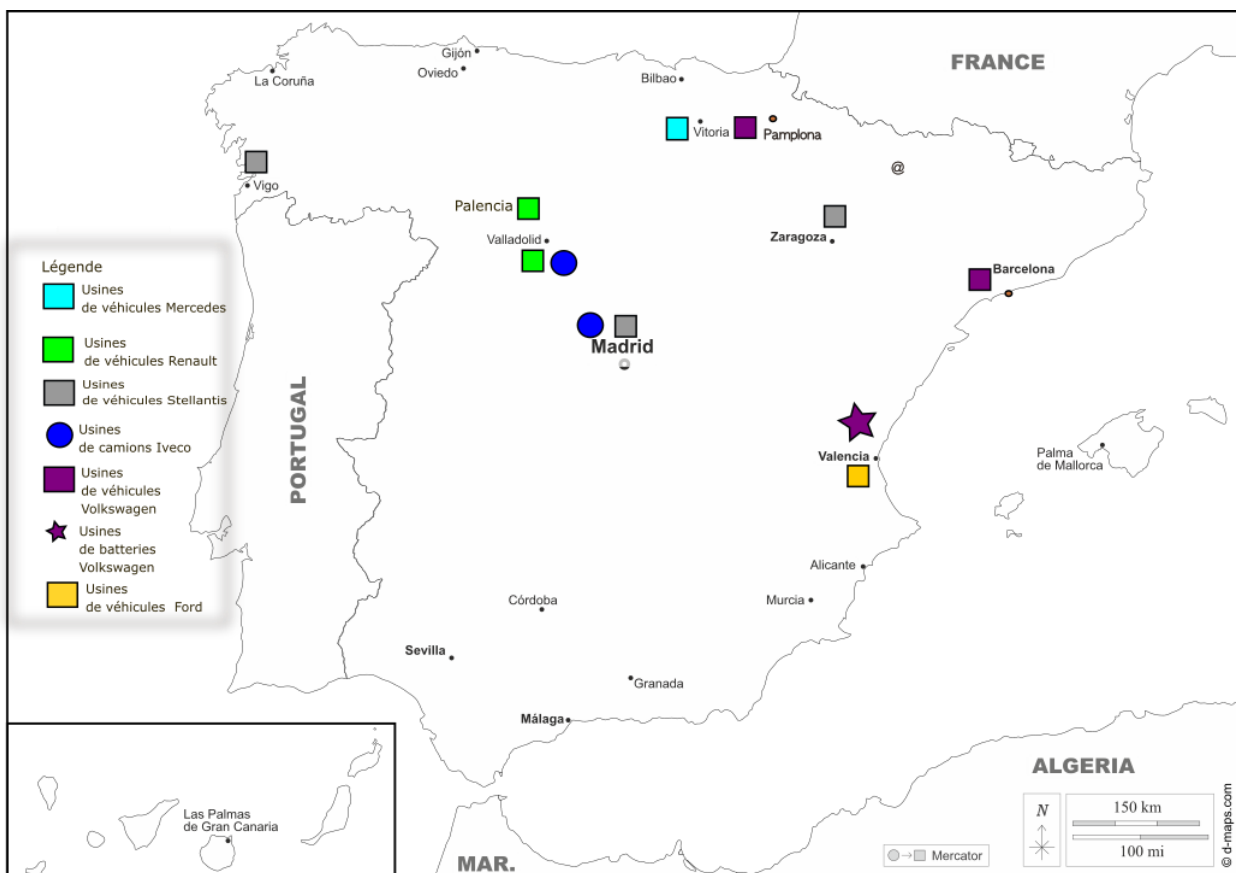 FRANCE
Gijón
Oviedo
La Coruña
Bilbao
Vitoria
Pamplona
@
Vigo
Palencia
Valladolid
Zaragoza
Barcelona
Madrid
Légende
Usines
de véhicules Mercedes
Usines
de véhicules Renault
Usines
de véhicules Stellantis
Usines
de camions Iveco
Usines
de véhicules
Volkswagen
Usines
de batteries
Volkswagen
Usines
de véhicules Ford
PORTUGAL
Valencia
Palma
de Mallorca
Alicante
Murcia
Córdoba
Sevilla
Granada
Málaga
Las Palmas
de Gran Canaria
MAR.
ALGERIA
N
150 km
100 mi
Mercator
© d-maps.com